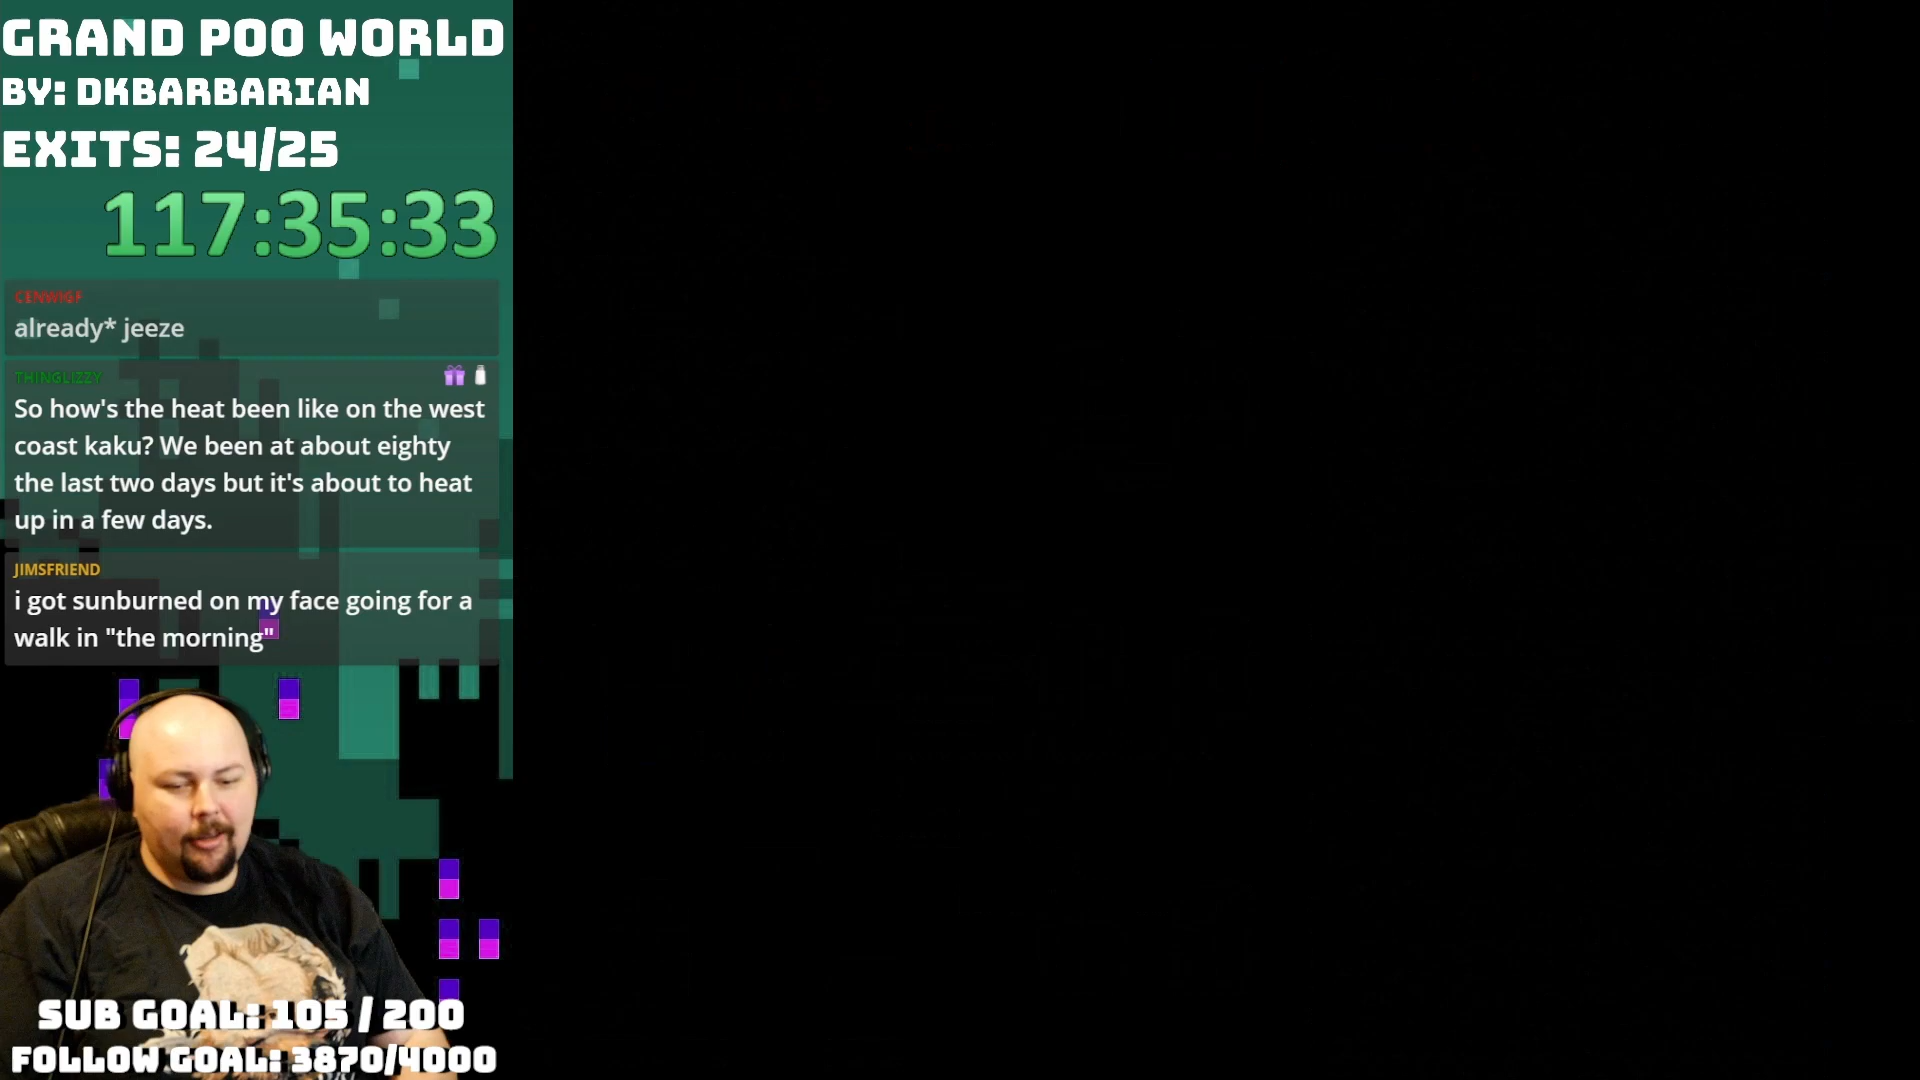 GRAND POO WORLD
BY: DKBARBARIAN
EXITS: 24/25
117:35:33
CENWIGF
already* jeeze
THINGLIZZY
So how's the heat been like on the west
coast kaku? We been at about eighty
the last two days but it's about to heat
up in a few days.
JIMSFRIEND
i got sunburned on my face going for a
walk in "the morning"
SUB GOAL: 105 / 200
FOLLOW GOAL: 3870/4000